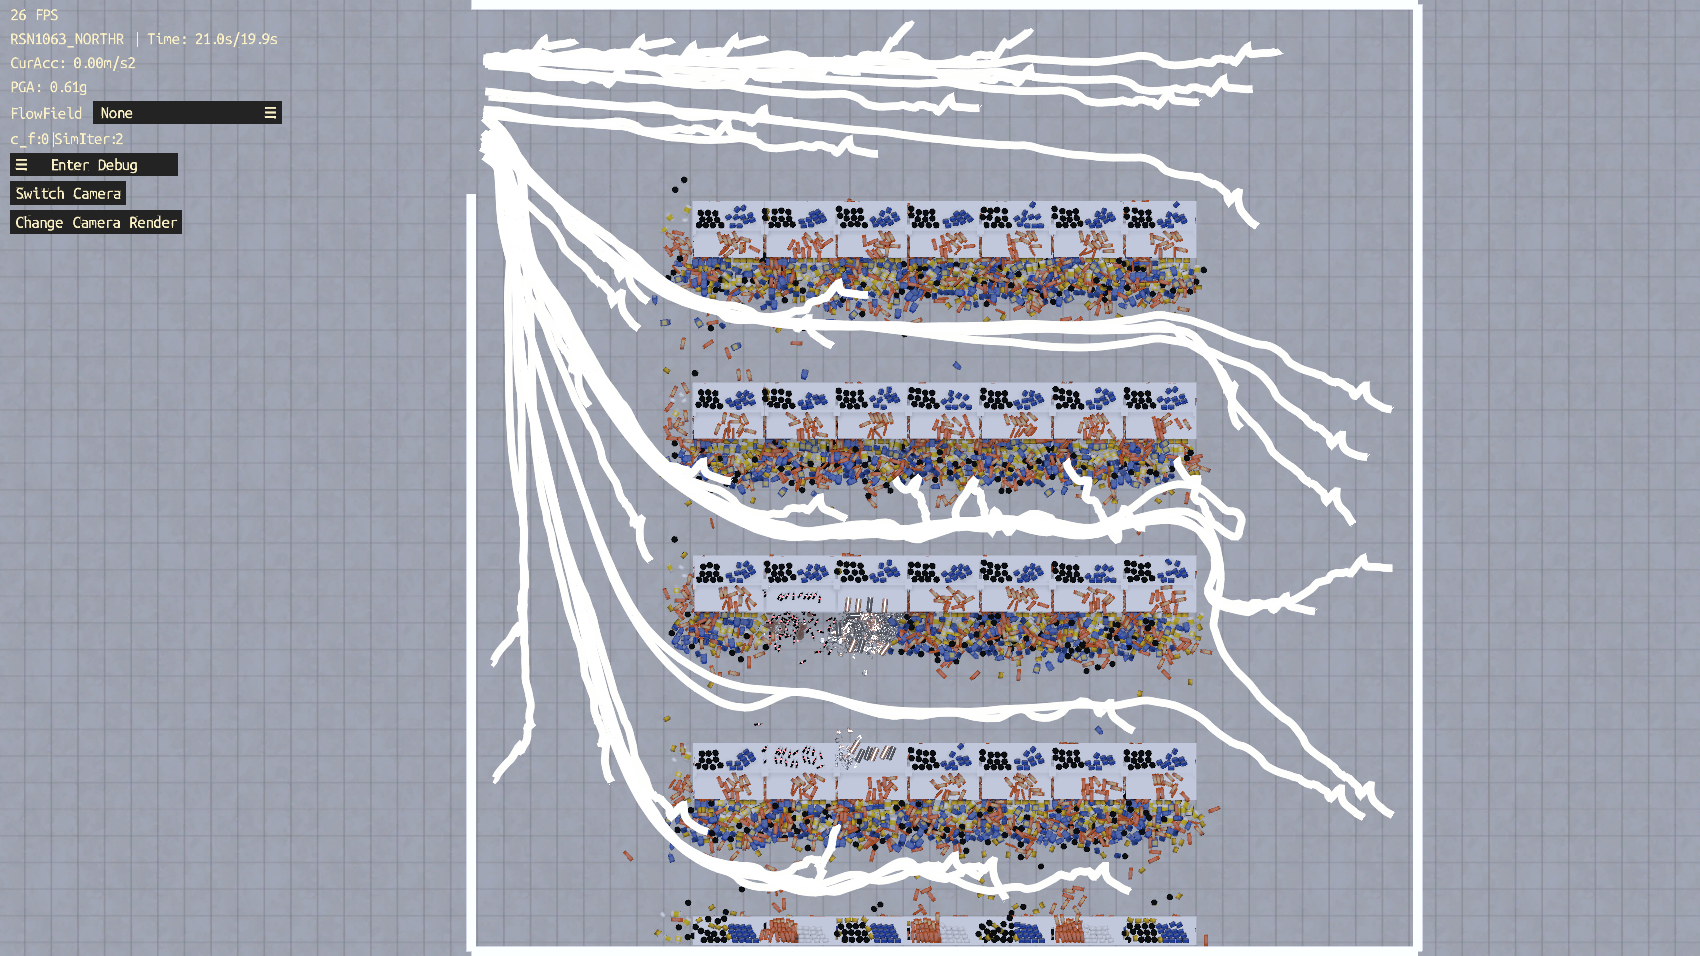 26 FPS
RSN1063_NORTHR | Time: 21.0s/19.9s
CurAcc: 0.00m/s2
PGA: 0.61g
FlowField None
c_f:0|SimIter:2
Enter Debug
Switch Camera
Change Camera Render